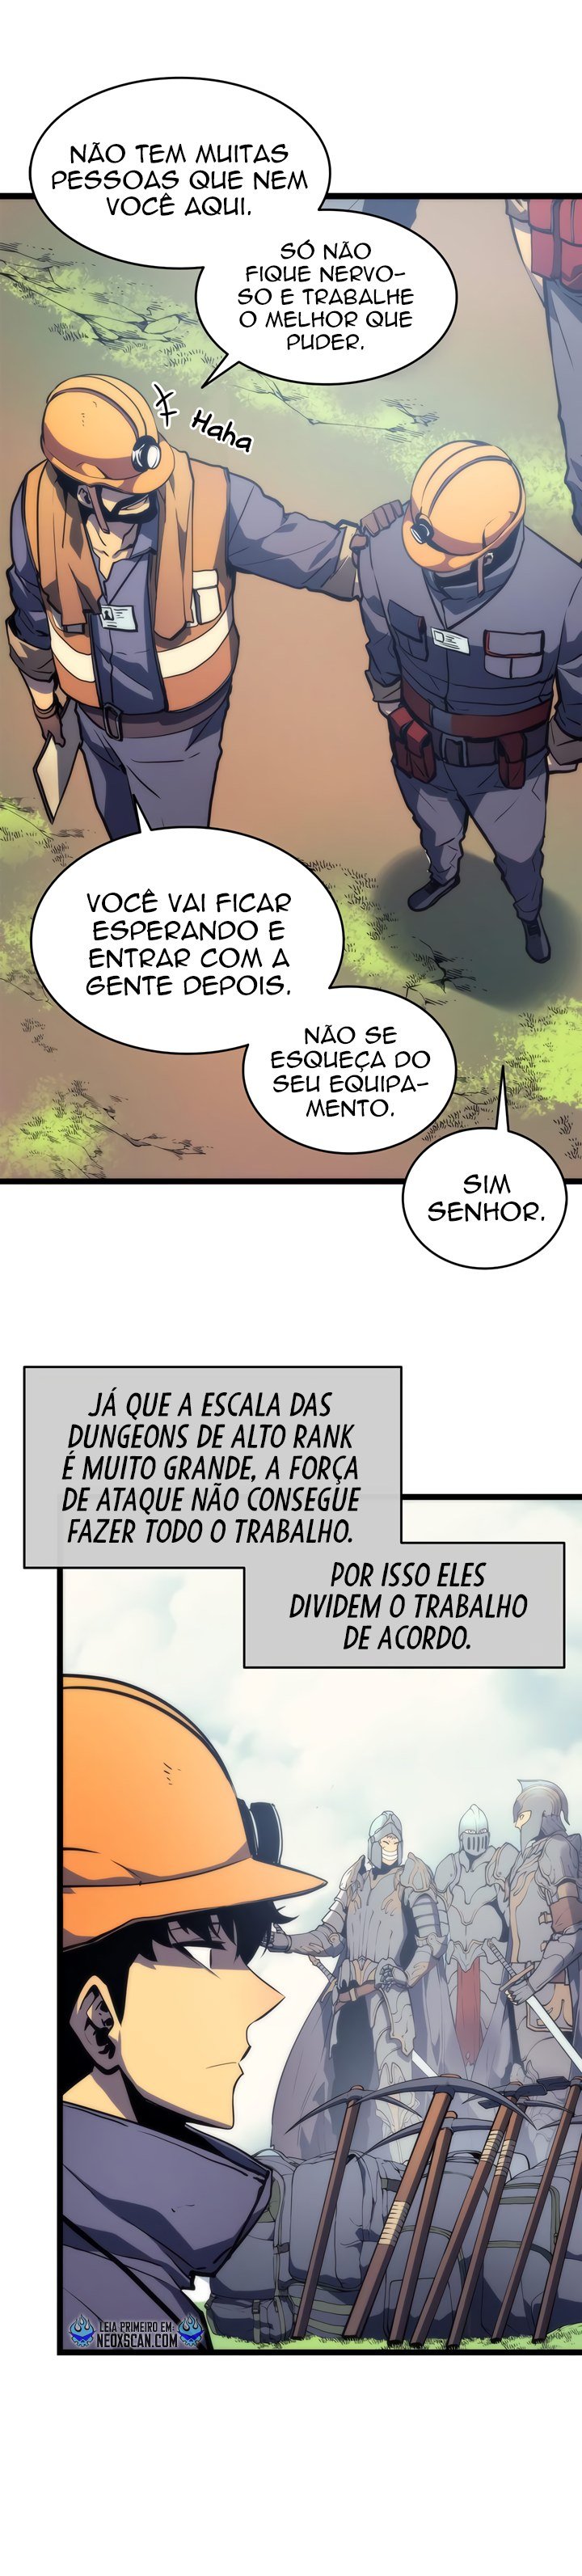 NÃO TEM MUITAS
PESSOAS QUE NEM
VOCÊ AQUI.
SÓ NÃO
FIQUE NERVO-
SO E TRABALHE
O MELHOR QUE
PUDER.
Haha
VOCÊ VAI FICAR
ESPERANDO E
ENTRAR COM A
GENTE DEPOIS.
NÃO SE
ESQUEÇA DO
SEU EQUIPA-
MENTO.
SIM
SENHOR.
JÁ QUE A ESCALA DAS
DUNGEONS DE ALTO RANK
É MUITO GRANDE, A FORÇA
DE ATAQUE NÃO CONSEGUE
FAZER TODO O TRABALHO.
POR ISSO ELES
DIVIDEM O TRABALHO
DE ACORDO.
LEIA PRIMEIRO EM:
NEOXSCAN.COM